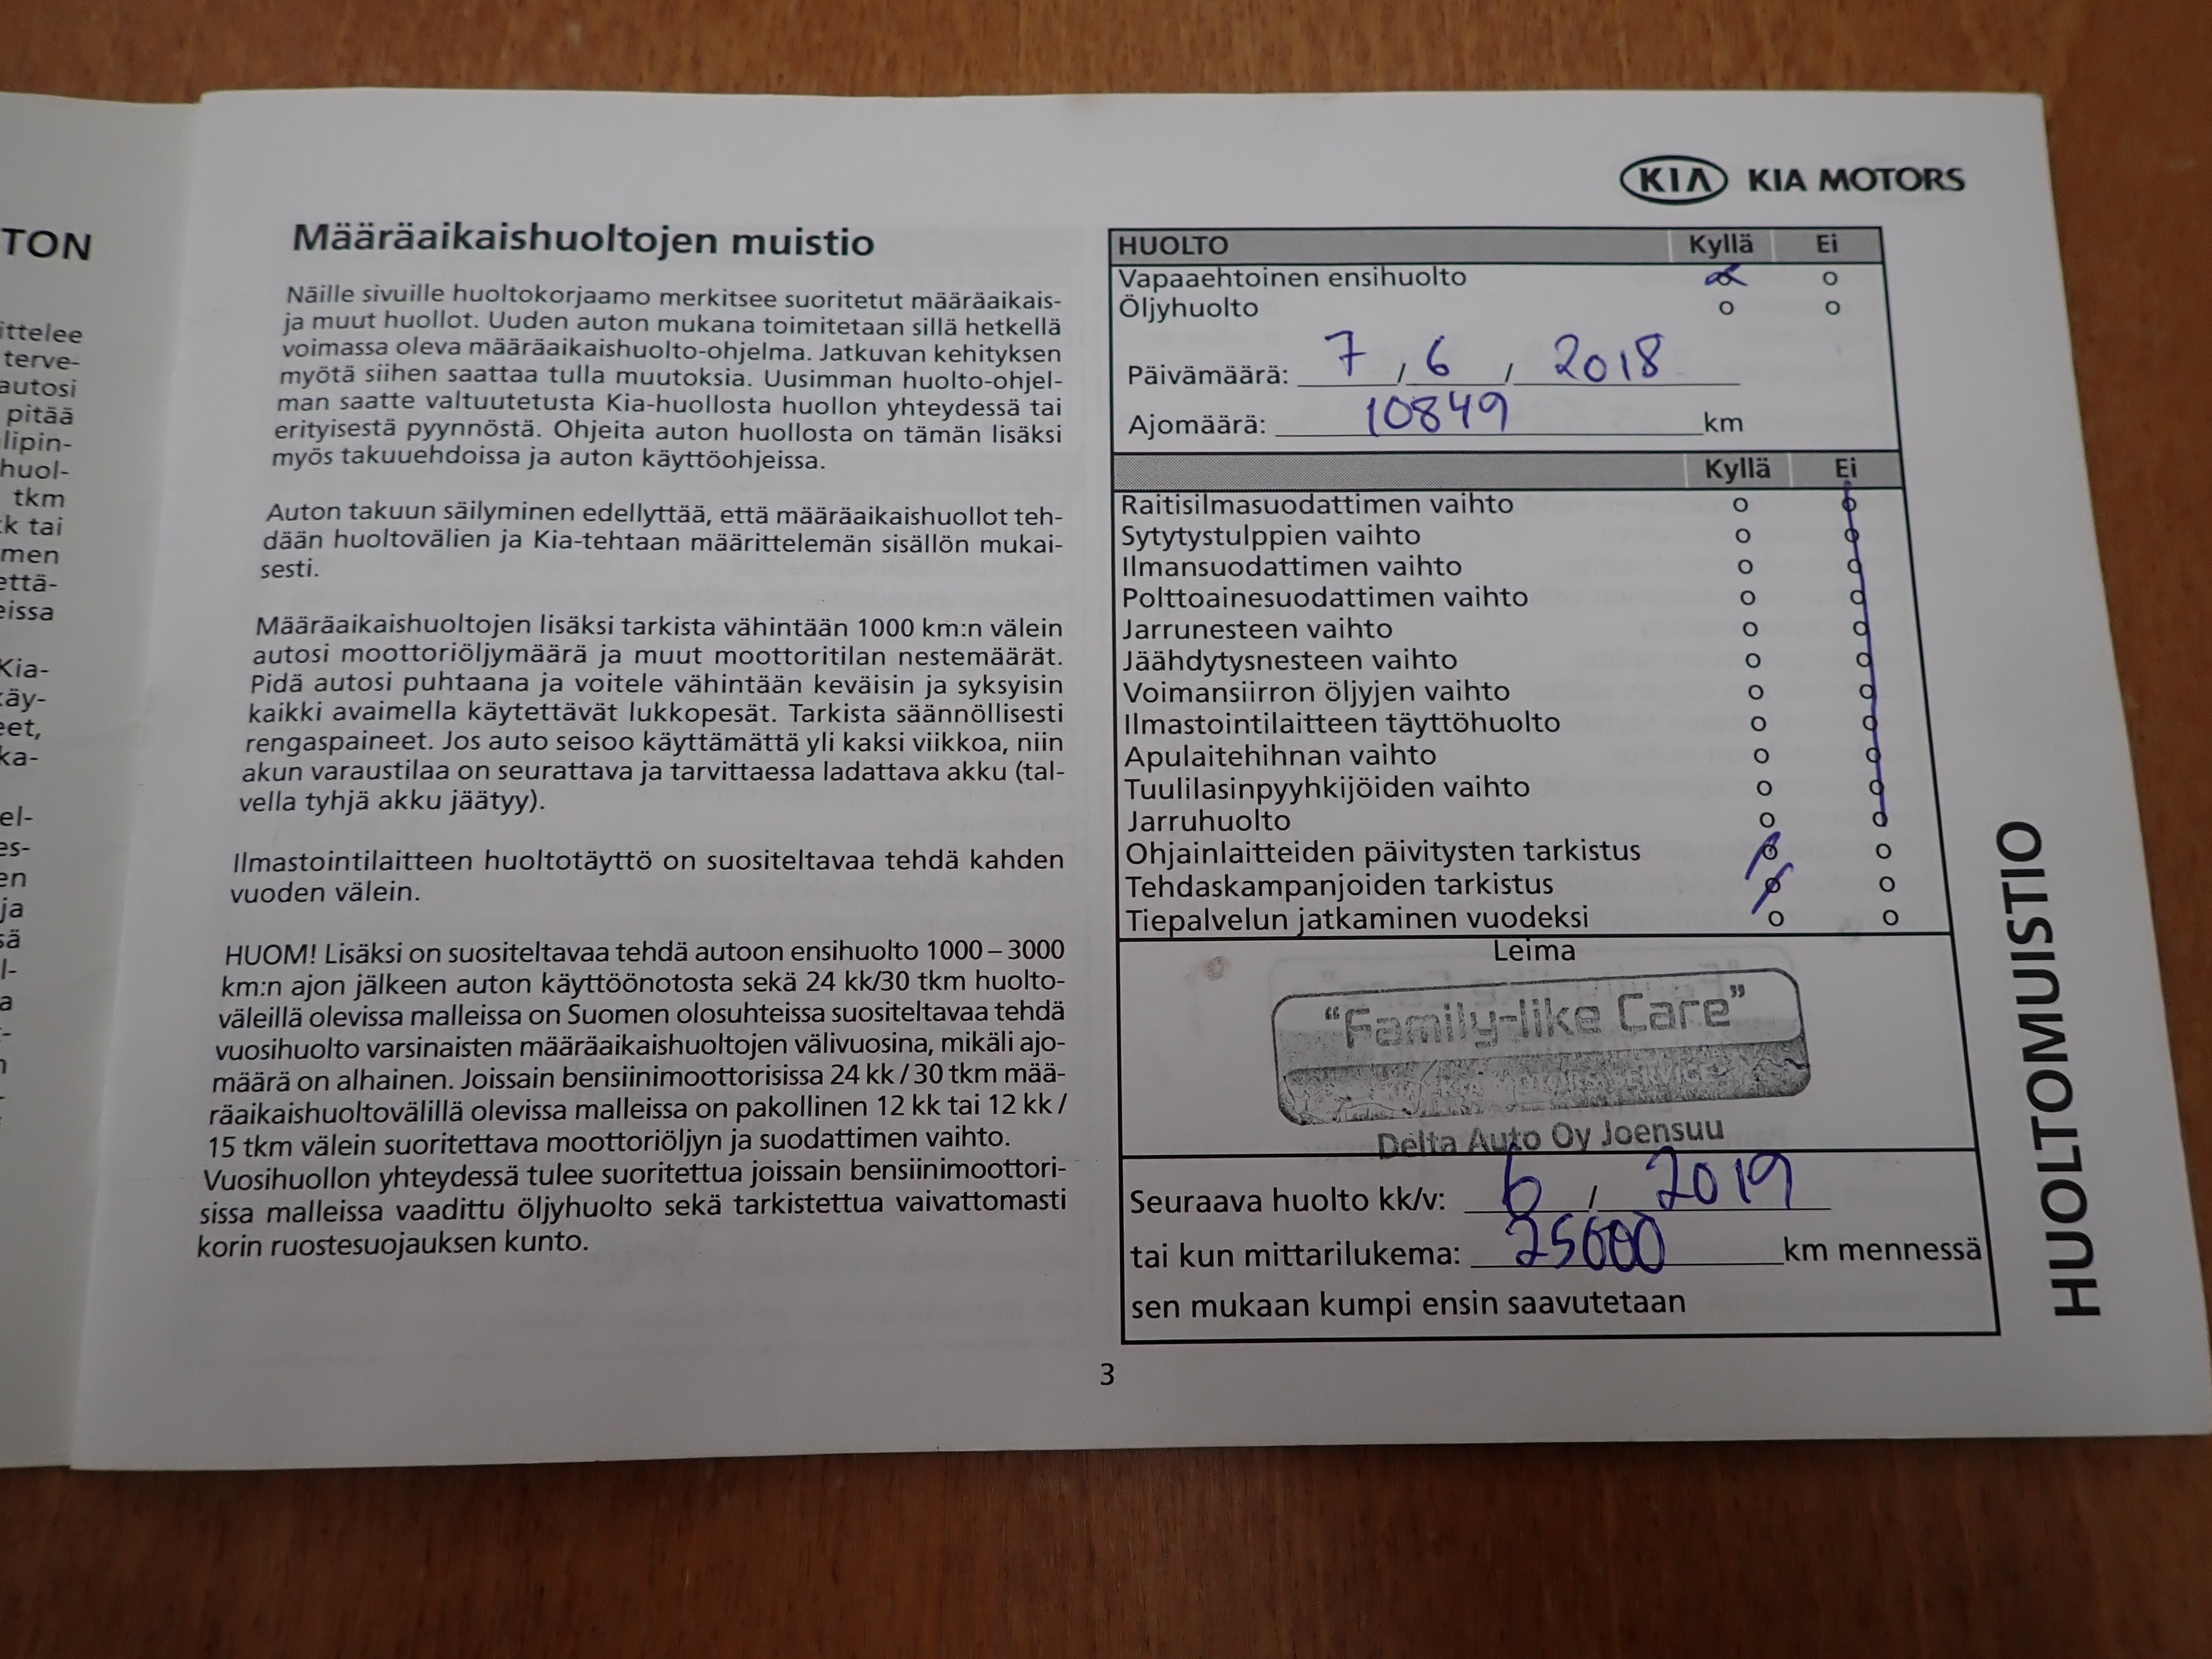 TON
ittelee
terve-
autosi
pitää
lipin-
huol-
tkm
kk tai
men
että-
eissa
Kia-
käy-
eet,
ka-
el-
es-
en
ja
sä
l-
a
Määräaikaishuoltojen muistio
Näille sivuille huoltokorjaamo merkitsee suoritetut määräaikais-
ja muut huollot. Uuden auton mukana toimitetaan sillä hetkellä
voimassa oleva määräaikaishuolto-ohjelma. Jatkuvan kehityksen
myötä siihen saattaa tulla muutoksia. Uusimman huolto-ohjel-
man saatte valtuutetusta Kia-huollosta huollon yhteydessä tai
erityisestä pyynnöstä. Ohjeita auton huollosta on tämän lisäksi
myös takuuehdoissa ja auton käyttöohjeissa.
Auton takuun säilyminen edellyttää, että määräaikaishuollot teh-
dään huoltovälien ja Kia-tehtaan määrittelemän sisällön mukai-
sesti.
Määräaikaishuoltojen lisäksi tarkista vähintään 1000 km:n välein
autosi moottoriöljymäärä ja muut moottoritilan nestemäärät.
Pidä autosi puhtaana ja voitele vähintään keväisin ja syksyisin
kaikki avaimella käytettävät lukkopesät. Tarkista säännöllisesti
rengaspaineet. Jos auto seisoo käyttämättä yli kaksi viikkoa, niin
akun varaustilaa on seurattava ja tarvittaessa ladattava akku (tal-
vella tyhjä akku jäätyy).
Ilmastointilaitteen huoltotäyttö on suositeltavaa tehdä kahden
vuoden välein.
HUOM! Lisäksi on suositeltavaa tehdä autoon ensihuolto 1000 – 3000
km:n ajon jälkeen auton käyttöönotosta sekä 24 kk/30 tkm huolto-
väleillä olevissa malleissa on Suomen olosuhteissa suositeltavaa tehdä
vuosihuolto varsinaisten määräaikaishuoltojen välivuosina, mikäli ajo-
määrä on alhainen. Joissain bensiinimoottorisissa 24 kk / 30 tkm mää-
räaikaishuoltovälillä olevissa malleissa on pakollinen 12 kk tai 12 kk /
15 tkm välein suoritettava moottoriöljyn ja suodattimen vaihto.
Vuosihuollon yhteydessä tulee suoritettua joissain bensiinimoottori-
sissa malleissa vaadittu öljyhuolto sekä tarkistettua vaivattomasti
korin ruostesuojauksen kunto.
KIA KIA MOTORS
HUOLTO Kyllä Ei
Vapaaehtoinen ensihuolto
Öljyhuolto
Päivämäärä: 7 / 6 / 2018
Ajomäärä: 10849 km
Kyllä Ei
Raitisilmasuodattimen vaihto
Sytytystulppien vaihto
Ilmansuodattimen vaihto
Polttoainesuodattimen vaihto
Jarrunesteen vaihto
Jäähdytysnesteen vaihto
Voimansiirron öljyjen vaihto
Ilmastointilaitteen täyttöhuolto
Apulaitehihnan vaihto
Tuulilasinpyyhkijöiden vaihto
Jarruhuolto
Ohjainlaitteiden päivitysten tarkistus
Tehdaskampanjoiden tarkistus
Tiepalvelun jatkaminen vuodeksi
Leima
"Family-like Care"
KIA MOTORS SERVICE
Delta Auto Oy Joensuu
Seuraava huolto kk/v: 6 / 2019
tai kun mittarilukema: 25600 km mennessä
sen mukaan kumpi ensin saavutetaan
HUOLTOMUISTIO
3